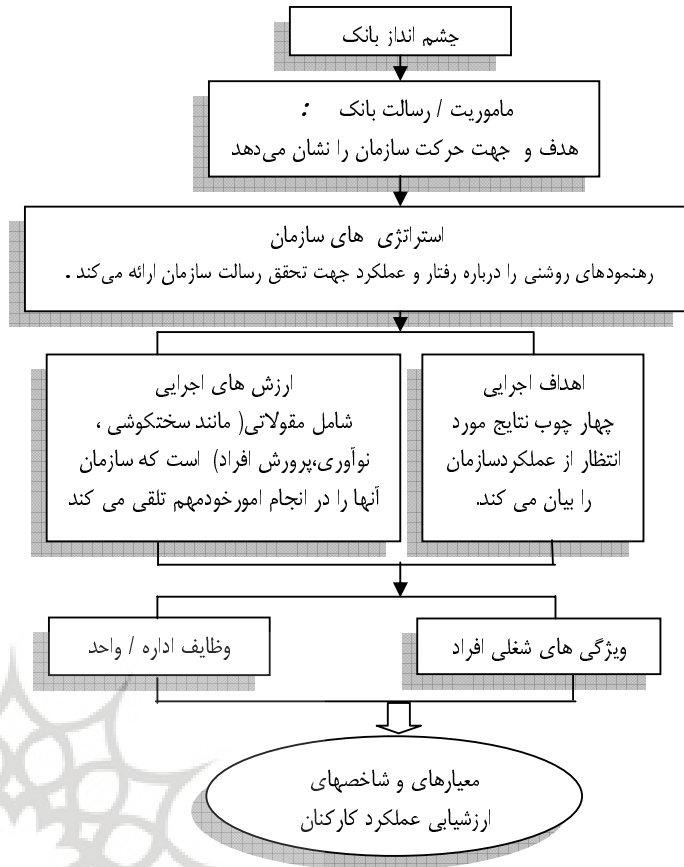 چشم انداز بانک
ماموریت / رسالت بانک :
هدف و جهت حرکت سازمان را نشان می‌دهد
استراتژی های سازمان
رهنمودهای روشنی را درباره رفتار و عملکرد جهت تحقق رسالت سازمان ارائه می‌کند .
اهداف اجرایی
چهار چوب نتایج مورد
انتظار از عملکردسازمان
را بیان می کند.
ارزش های اجرایی
شامل مقولاتی( مانند سختکوشی ،
نوآوری،پرورش افراد) است که سازمان
آنها را در انجام امورخودمهم تلقی می کند
ویژگی های شغلی افراد
وظایف اداره / واحد
معیارهای و شاخصهای
ارزشیابی عملکرد کارکنان